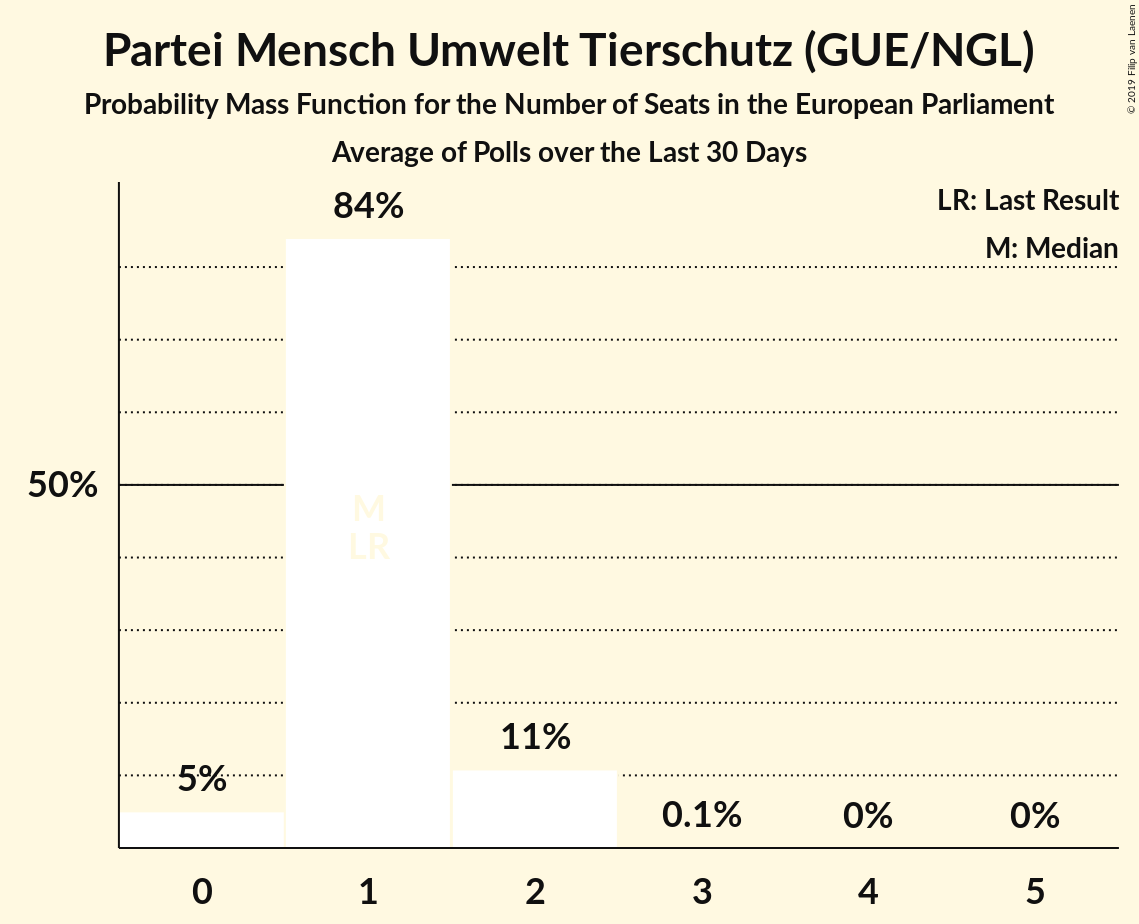 Partei Mensch Umwelt Tierschutz (GUE/NGL)
Probability Mass Function for the Number of Seats in the European Parliament
Average of Polls over the Last 30 Days
© 2019 Filip van Laenen
LR: Last Result
M: Median
84%
50%
M
LR
11%
5%
0.1%
0%
0%
0
1
2
3
4
5